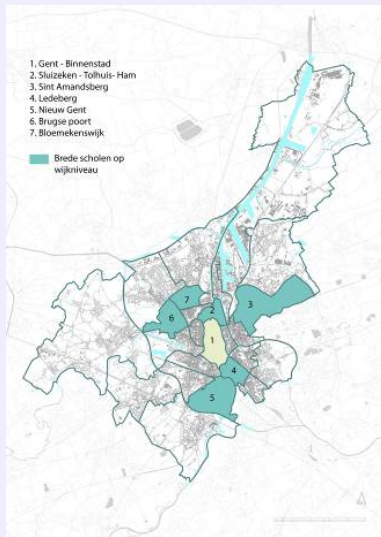 1. Gent - Binnenstad
2. Sluizeken - Tolhuis- Ham
3. Sint Amandsberg
4. Ledeberg
5. Nieuw Gent
6. Brugse poort
7. Bloemekenswijk
Brede scholen op
wijkniveau
7
2
3
6
1
4
5